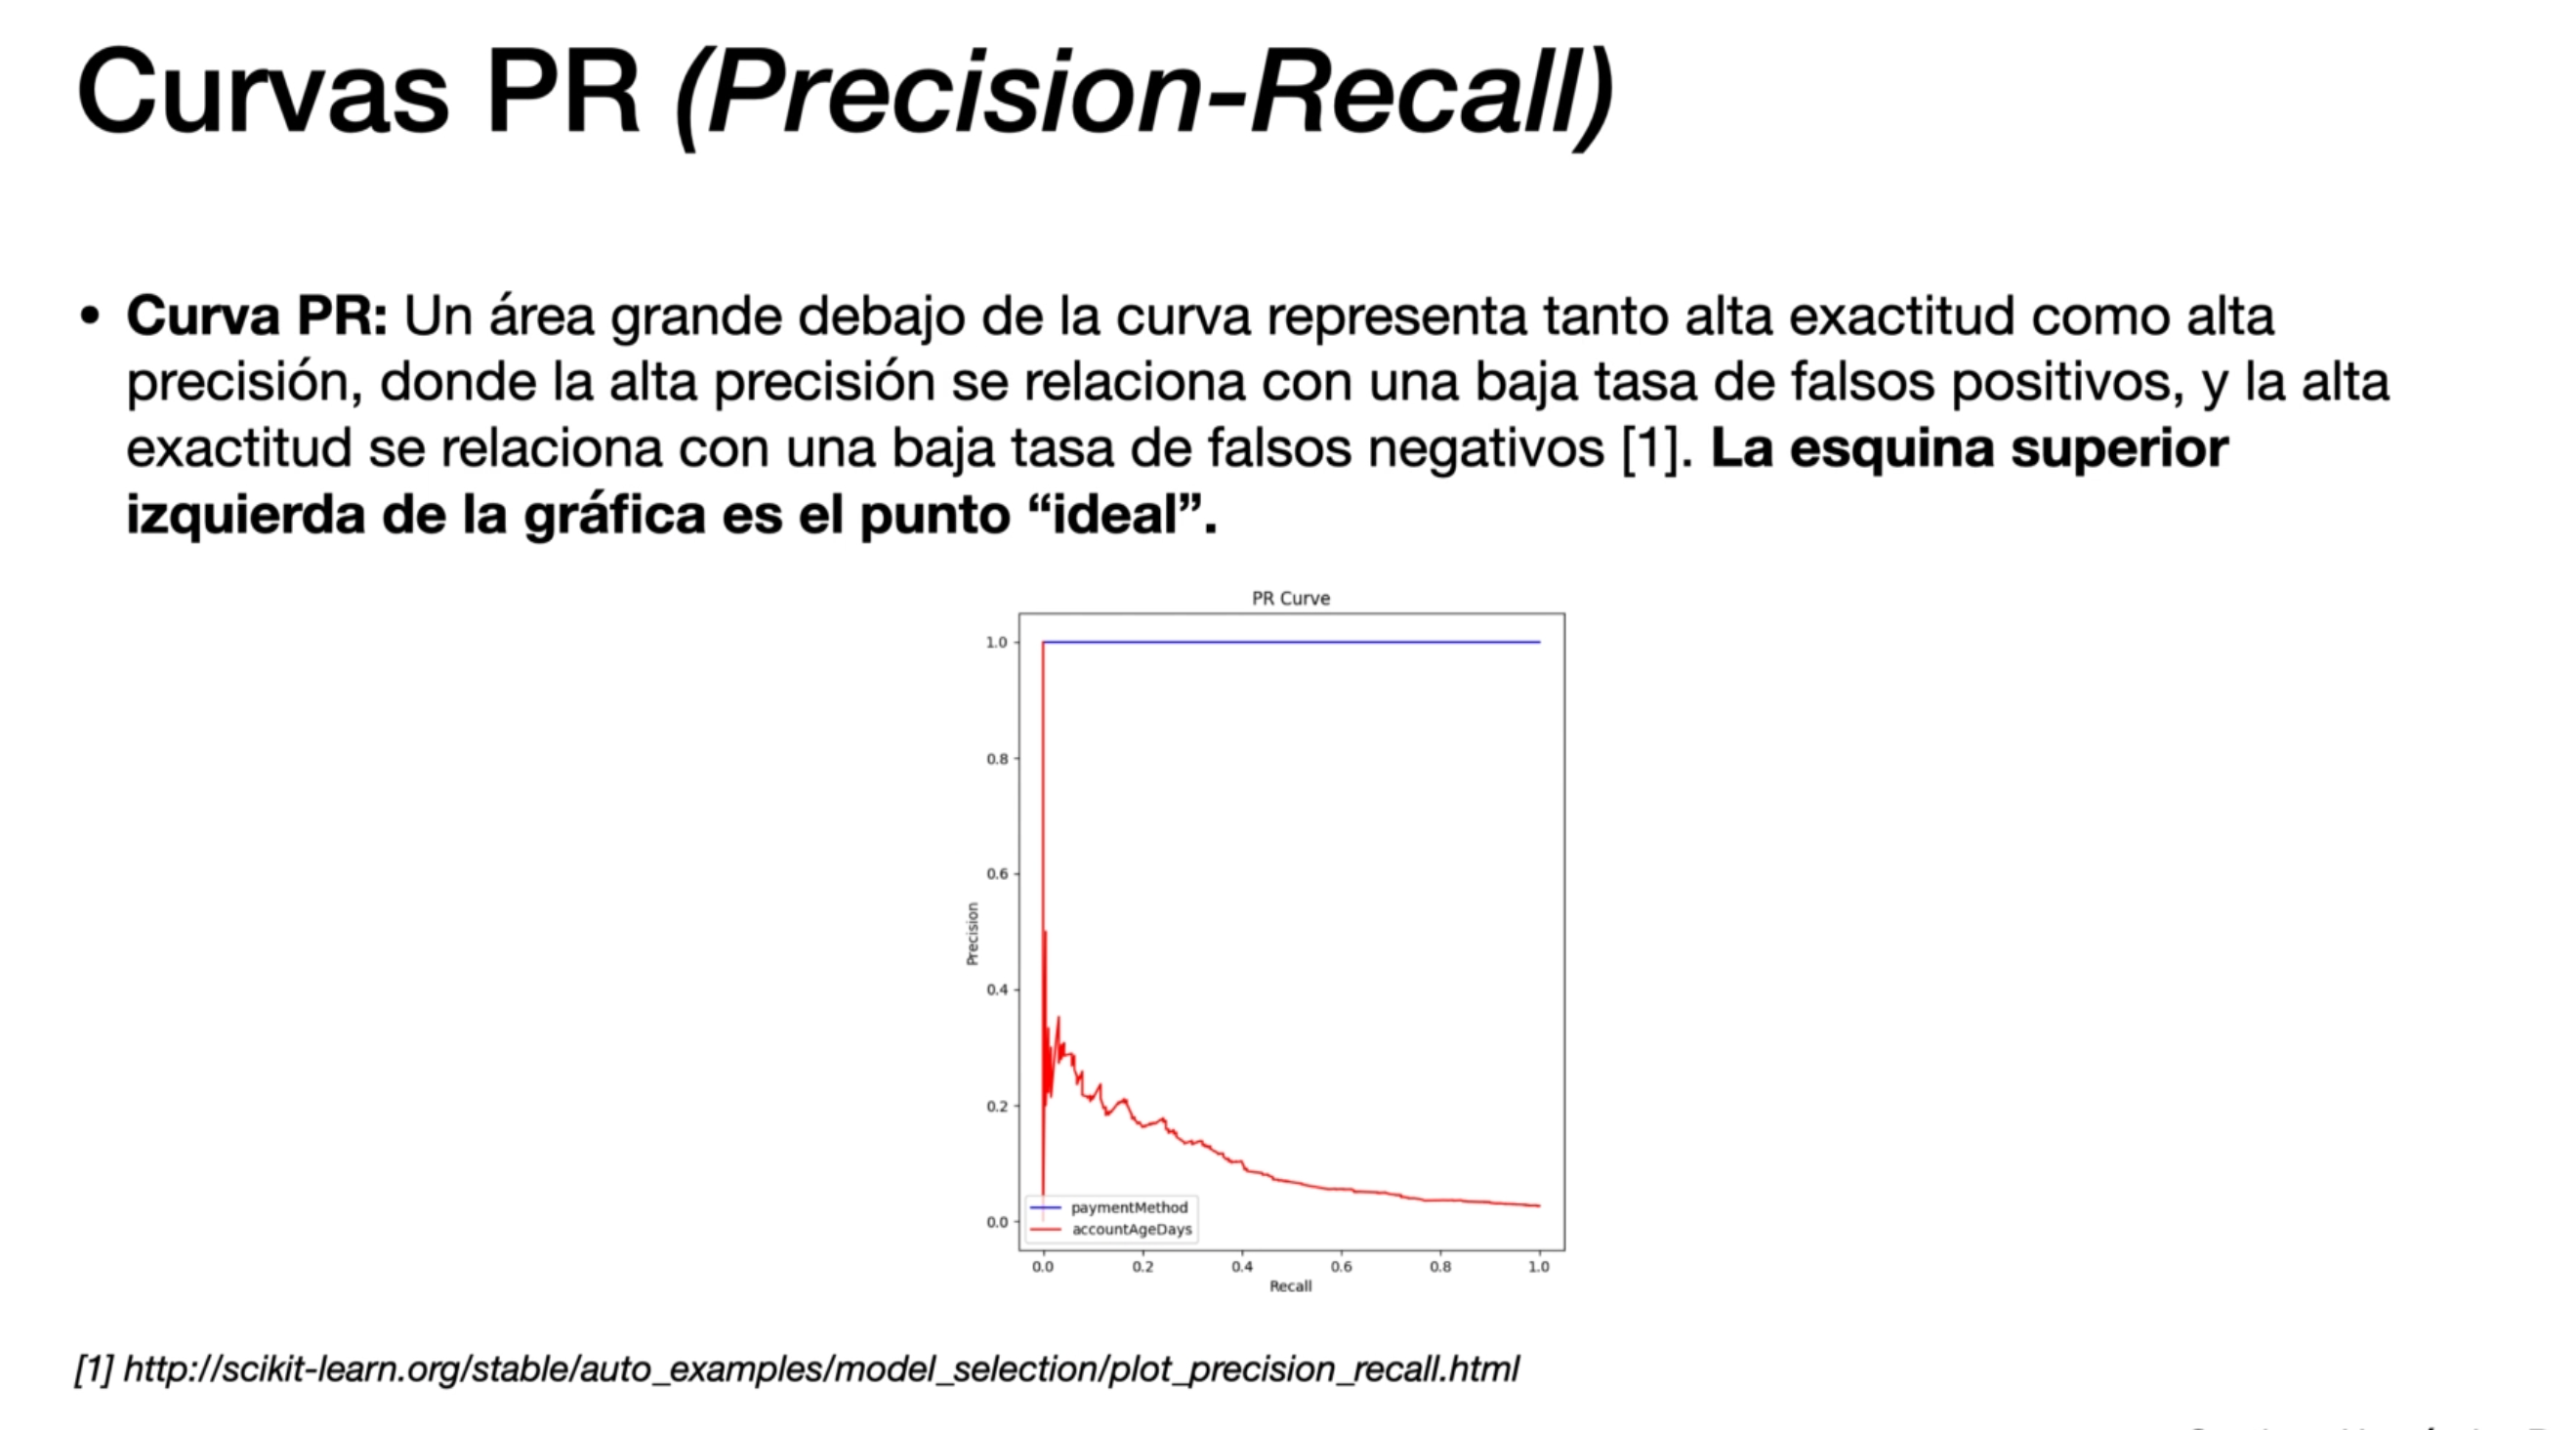 Curvas PR (Precision-Recall)
• Curva PR: Un área grande debajo de la curva representa tanto alta exactitud como alta
precisión, donde la alta precisión se relaciona con una baja tasa de falsos positivos, y la alta
exactitud se relaciona con una baja tasa de falsos negativos [1]. La esquina superior
izquierda de la gráfica es el punto “ideal”.
PR Curve
1.0
0.8
0.6
0.4
0.2
0.0
Precision
paymentMethod
accountAgeDays
0.0 0.2 0.4 0.6 0.8 1.0
Recall
[1] http://scikit-learn.org/stable/auto_examples/model_selection/plot_precision_recall.html